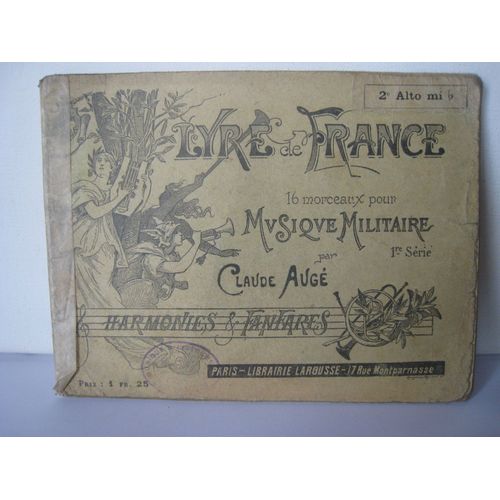 2e Alto mi ♭
LYRE de FRANCE
16 morceaux pour
MVSIQVE MILITAIRE
1re Série
par
CLAUDE AUGÉ
HARMONIES & FANFARES
PARIS - LIBRAIRIE LAROUSSE - 17 Rue Montparnasse
PRIX : 1 FR. 25